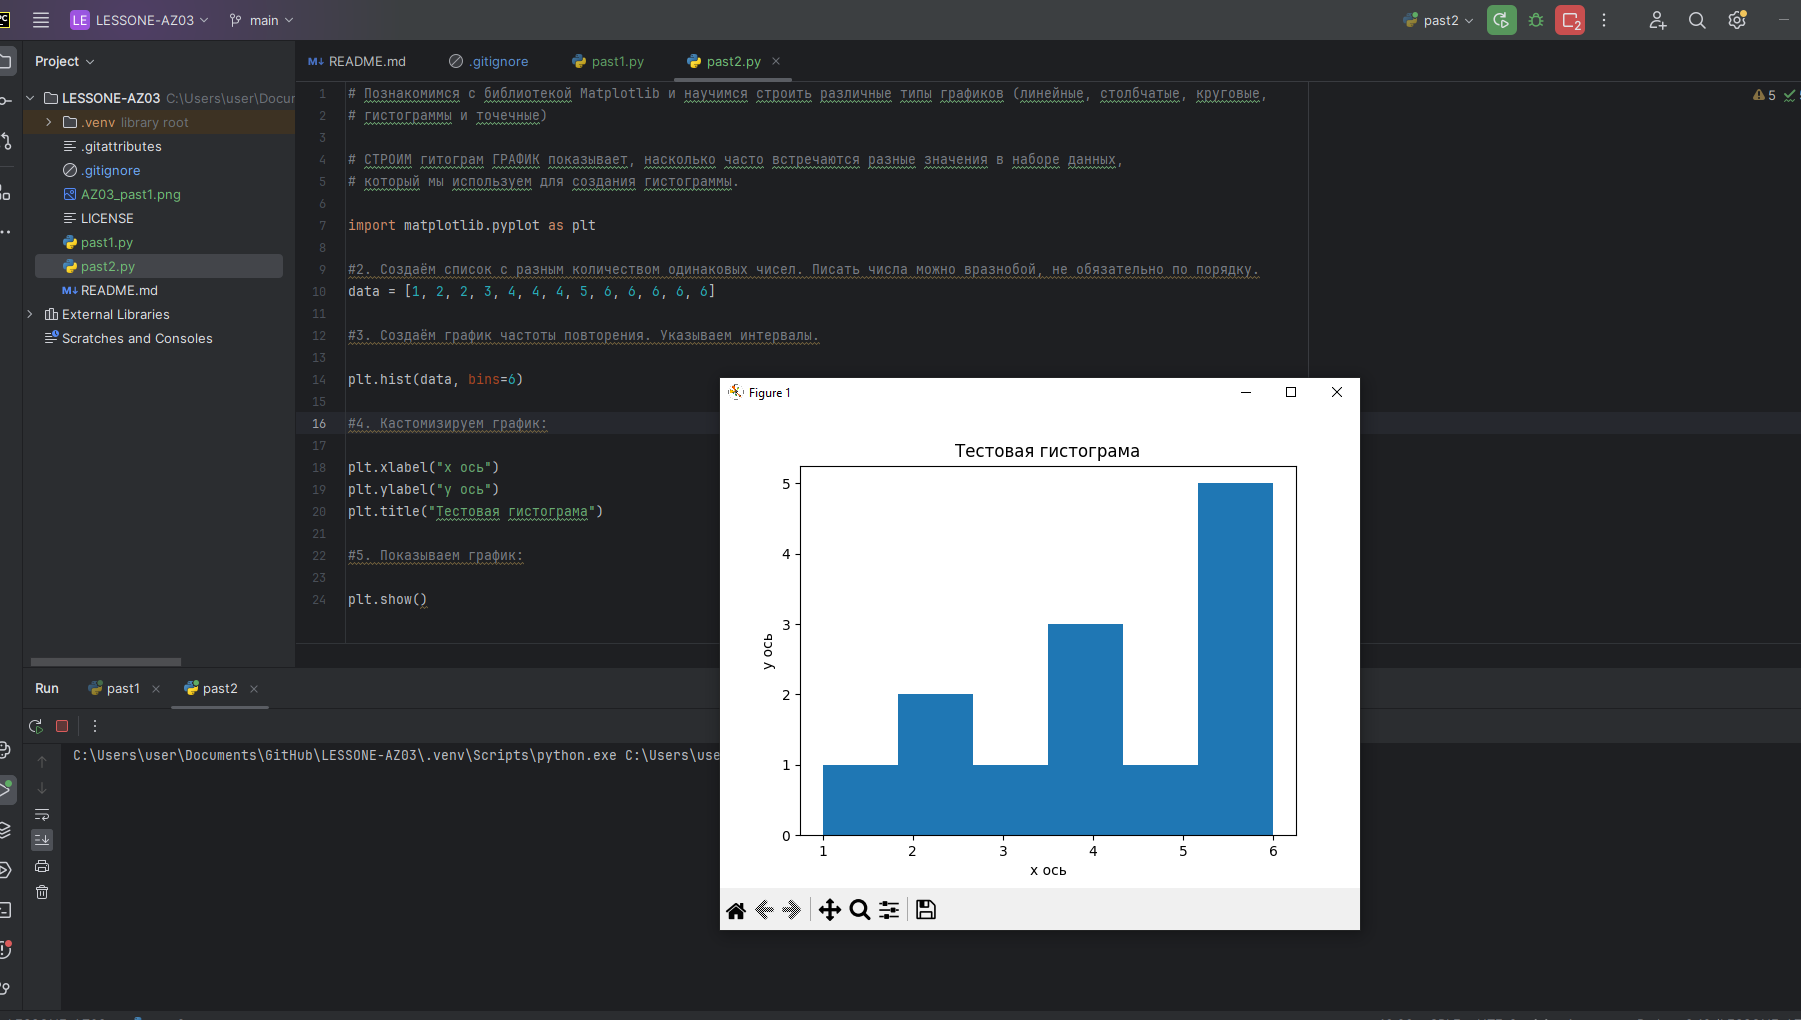 PC
LE LESSONE-AZ03 main past2 2
Project
README.md .gitignore past1.py past2.py
LESSONE-AZ03 C:\Users\user\Docur
.venv library root
.gitattributes
.gitignore
AZ03_past1.png
LICENSE
past1.py
past2.py
README.md
External Libraries
Scratches and Consoles
5
1 # Познакомимся с библиотекой Matplotlib и научимся строить различные типы графиков (линейные, столбчатые, круговые,
2 # гистограммы и точечные)
3
4 # СТРОИМ гитограм ГРАФИК показывает, насколько часто встречаются разные значения в наборе данных,
5 # который мы используем для создания гистограммы.
6
7 import matplotlib.pyplot as plt
8
9 #2. Создаём список с разным количеством одинаковых чисел. Писать числа можно вразнобой, не обязательно по порядку.
10 data = [1, 2, 2, 3, 4, 4, 4, 5, 6, 6, 6, 6, 6]
11
12 #3. Создаём график частоты повторения. Указываем интервалы.
13
14 plt.hist(data, bins=6)
15
16 #4. Кастомизируем график:
17
18 plt.xlabel("x ось")
19 plt.ylabel("y ось")
20 plt.title("Тестовая гистограма")
21
22 #5. Показываем график:
23
24 plt.show()
Figure 1
Тестовая гистограма
5
4
3
2
1
0
y ось
1 2 3 4 5 6
x ось
Run past1 past2
C:\Users\user\Documents\GitHub\LESSONE-AZ03\.venv\Scripts\python.exe C:\Users\use